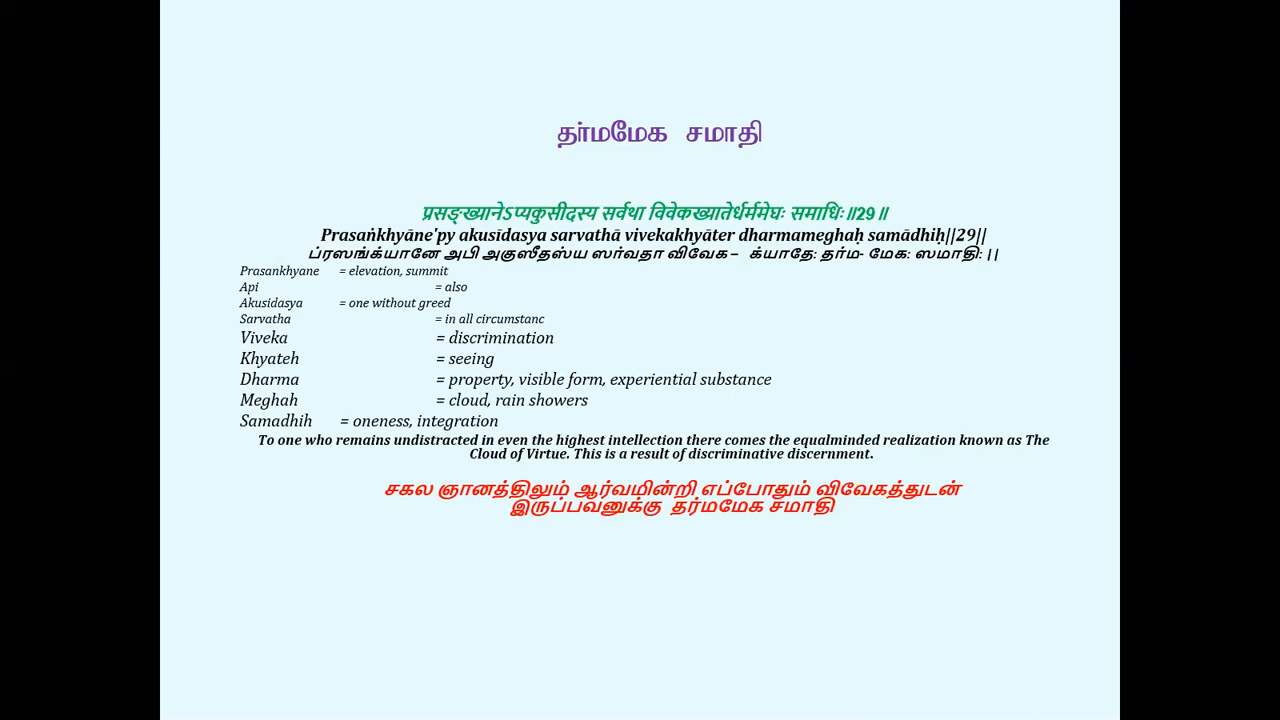 தர்மமேக சமாதி
प्रसङ्ख्यानेऽप्यकुसीदस्य सर्वथा विवेकख्यातेर्धर्ममेघः समाधिः॥29॥
Prasaṅkhyāne'py akusīdasya sarvathā vivekakhyāter dharmameghaḥ samādhiḥ||29||
ப்ரஸங்க்யானே அபி அகுஸீதஸ்ய ஸர்வதா விவேக – க்யாதே: தர்ம- மேக: ஸமாதி: ||
Prasankhyane = elevation, summit
Api = also
Akusidasya = one without greed
Sarvatha = in all circumstanc
Viveka = discrimination
Khyateh = seeing
Dharma = property, visible form, experiential substance
Meghah = cloud, rain showers
Samadhih = oneness, integration
To one who remains undistracted in even the highest intellection there comes the equalminded realization known as The
Cloud of Virtue. This is a result of discriminative discernment.
சகல ஞானத்திலும் ஆர்வமின்றி எப்போதும் விவேகத்துடன்
இருப்பவனுக்கு தர்மமேக சமாதி